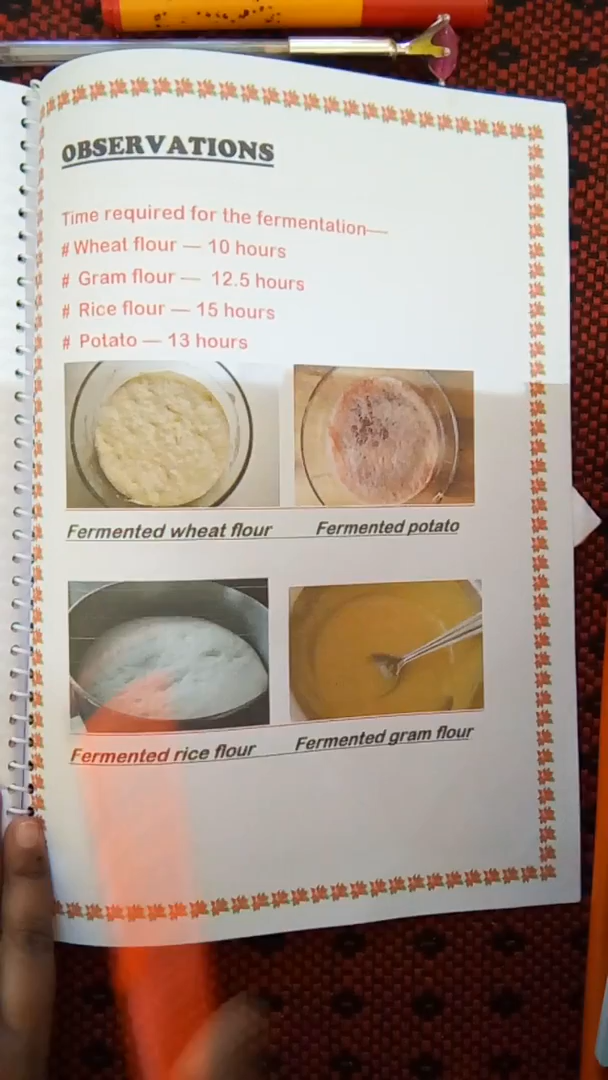 OBSERVATIONS
Time required for the fermentation—
# Wheat flour — 10 hours
# Gram flour — 12.5 hours
# Rice flour — 15 hours
# Potato — 13 hours
Fermented wheat flour
Fermented potato
Fermented rice flour
Fermented gram flour